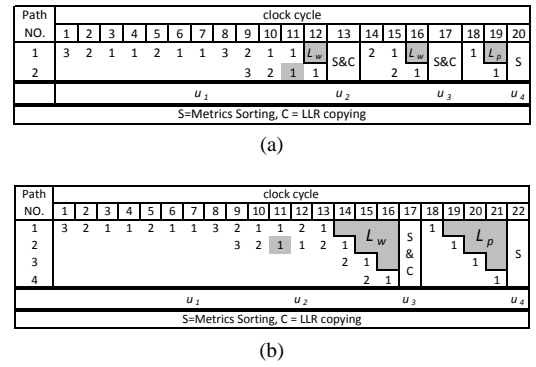 Path clock cycle
NO. 1 2 3 4 5 6 7 8 9 10 11 12 13 14 15 16 17 18 19 20
1 3 2 1 1 2 1 1 3 2 1 1 Lw S&C 2 1 Lw S&C 1 Lp S
2 3 2 1 1 2 1 1
u1 u2 u3 u4
S=Metrics Sorting, C = LLR copying
(a)
Path clock cycle
NO. 1 2 3 4 5 6 7 8 9 10 11 12 13 14 15 16 17 18 19 20 21 22
1 3 2 1 1 2 1 1 3 2 1 1 2 1 Lw S & C 1 Lp S
2 3 2 1 1 2 1 1
3 2 1 1
4 2 1 1
u1 u2 u3 u4
S=Metrics Sorting, C = LLR copying
(b)